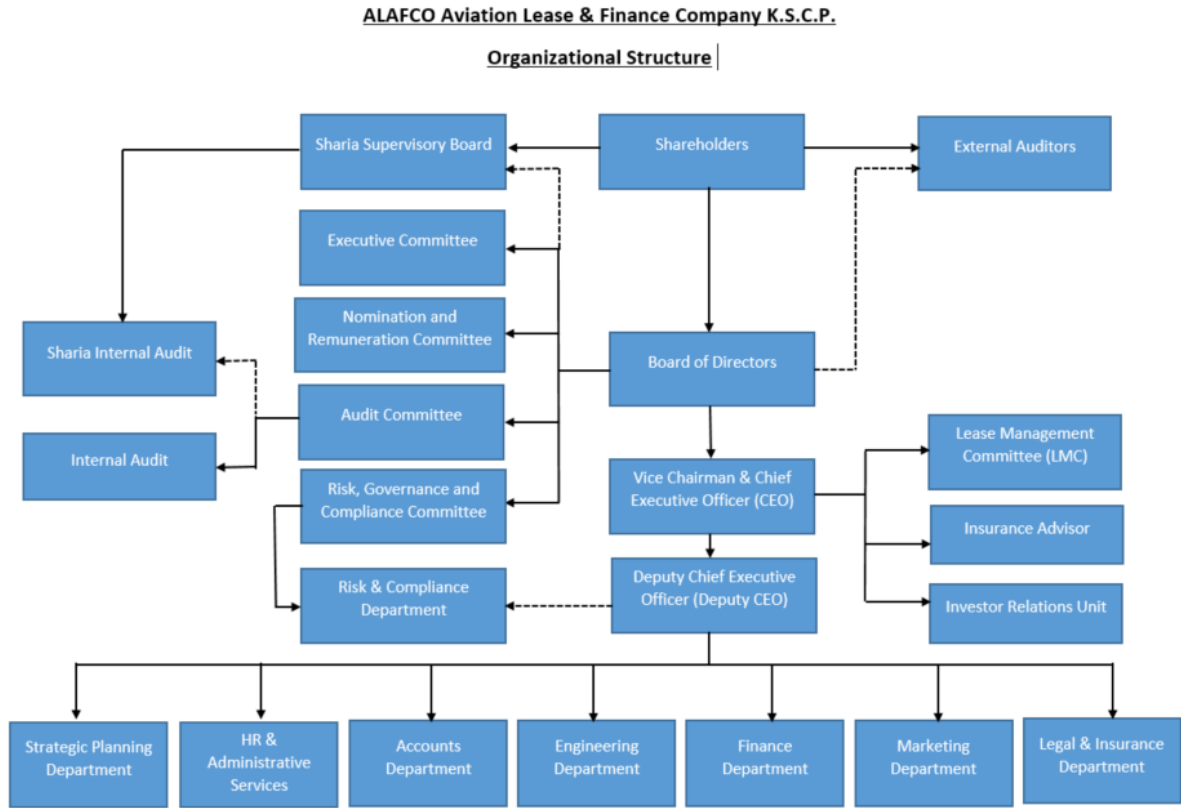 ALAFCO Aviation Lease & Finance Company K.S.C.P.
Organizational Structure
Sharia Supervisory Board
Shareholders
External Auditors
Executive Committee
Nomination and
Remuneration Committee
Sharia Internal Audit
Board of Directors
Audit Committee
Internal Audit
Lease Management
Committee (LMC)
Vice Chairman & Chief
Executive Officer (CEO)
Risk, Governance and
Compliance Committee
Insurance Advisor
Deputy Chief Executive
Officer (Deputy CEO)
Risk & Compliance
Department
Investor Relations Unit
Strategic Planning
Department
HR &
Administrative
Services
Accounts
Department
Engineering
Department
Finance
Department
Marketing
Department
Legal & Insurance
Department